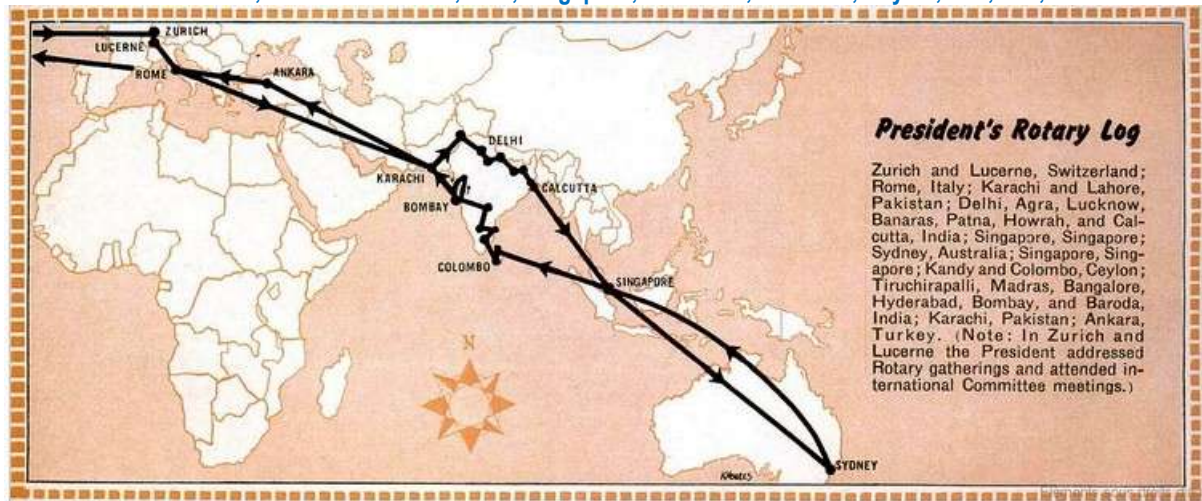 ZURICH
LUCERNE
ROME
ANKARA
DELHI
KARACHI
CALCUTTA
BOMBAY
COLOMBO
SINGAPORE
N
SYDNEY
President's Rotary Log
Zurich and Lucerne, Switzerland;
Rome, Italy; Karachi and Lahore,
Pakistan; Delhi, Agra, Lucknow,
Banaras, Patna, Howrah, and Cal-
cutta, India; Singapore, Singapore;
Sydney, Australia; Singapore, Sing-
apore; Kandy and Colombo, Ceylon;
Tiruchirapalli, Madras, Bangalore,
Hyderabad, Bombay, and Baroda,
India; Karachi, Pakistan; Ankara,
Turkey. (Note: In Zurich and
Lucerne the President addressed
Rotary gatherings and attended in-
ternational Committee meetings.)